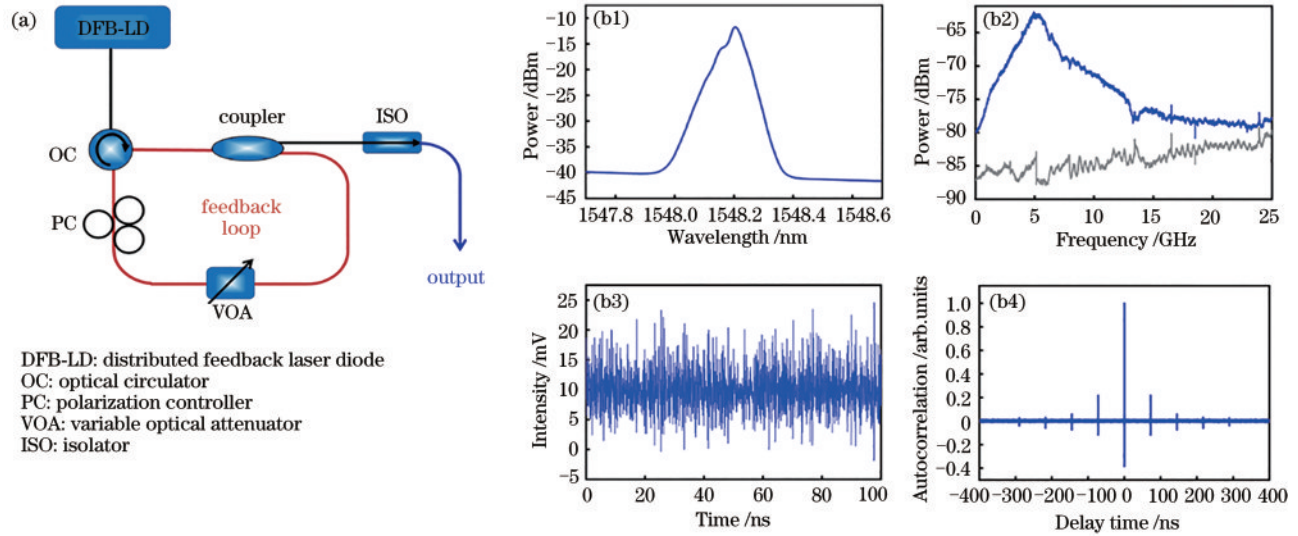 (a)
DFB-LD
OC
coupler
ISO
PC
feedback
loop
VOA
output
DFB-LD: distributed feedback laser diode
OC: optical circulator
PC: polarization controller
VOA: variable optical attenuator
ISO: isolator
(b1)
Power /dBm
−10
−15
−20
−25
−30
−35
−40
−45
1547.8 1548.0 1548.2 1548.4 1548.6
Wavelength /nm
(b2)
Power /dBm
−65
−70
−75
−80
−85
−90
0 5 10 15 20 25
Frequency /GHz
(b3)
Intensity /mV
25
20
15
10
5
0
−5
0 20 40 60 80 100
Time /ns
(b4)
Autocorrelation /arb.units
1.0
0.8
0.6
0.4
0.2
0
−0.2
−0.4
−400 −300 −200 −100 0 100 200 300 400
Delay time /ns